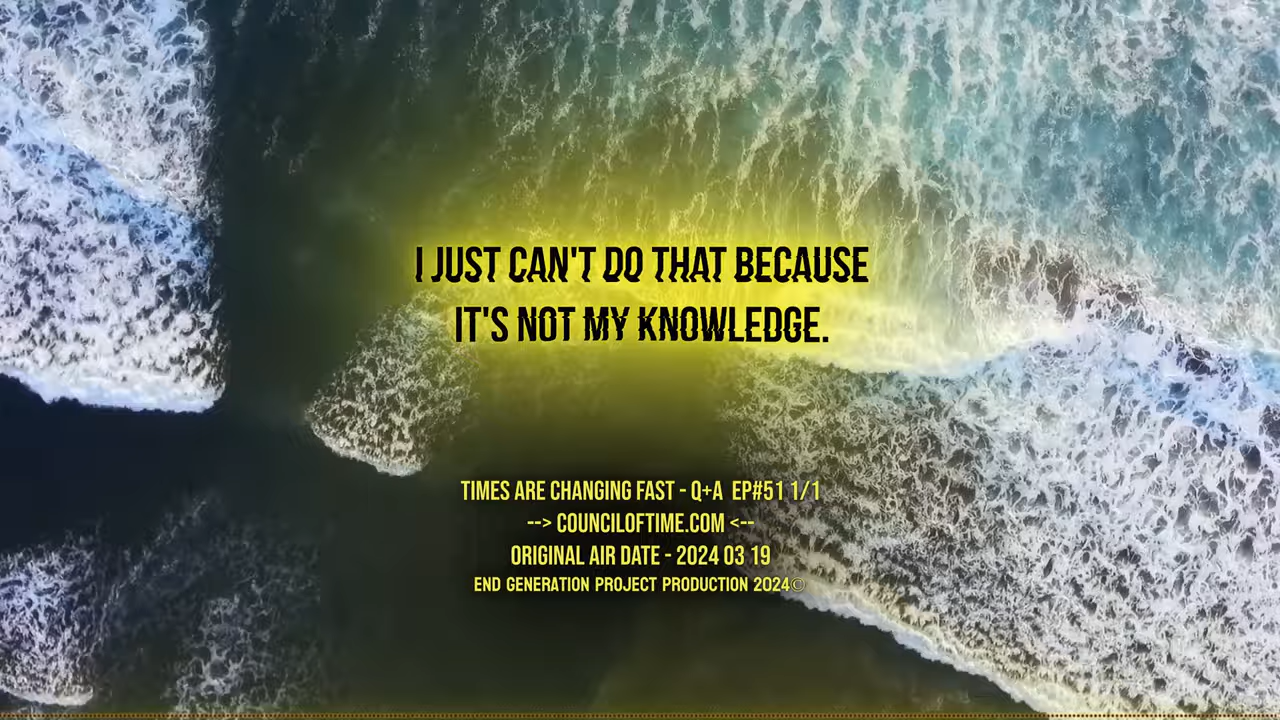 I JUST CAN'T DO THAT BECAUSE
IT'S NOT MY KNOWLEDGE.
TIMES ARE CHANGING FAST - Q+A EP#51 1/1
--> COUNCILOFTIME.COM <--
ORIGINAL AIR DATE - 2024 03 19
END GENERATION PROJECT PRODUCTION 2024©